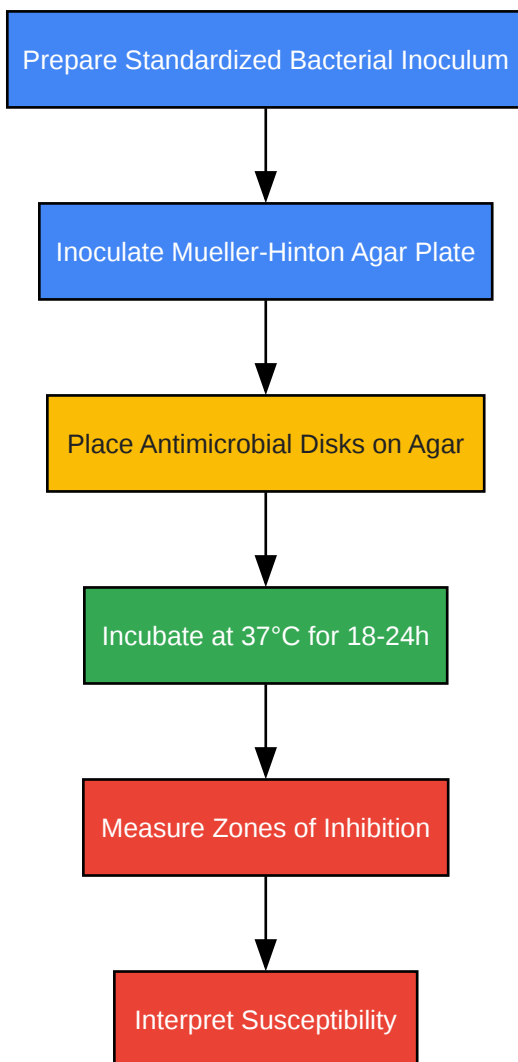 Prepare Standardized Bacterial Inoculum
Inoculate Mueller-Hinton Agar Plate
Place Antimicrobial Disks on Agar
Incubate at 37°C for 18-24h
Measure Zones of Inhibition
Interpret Susceptibility